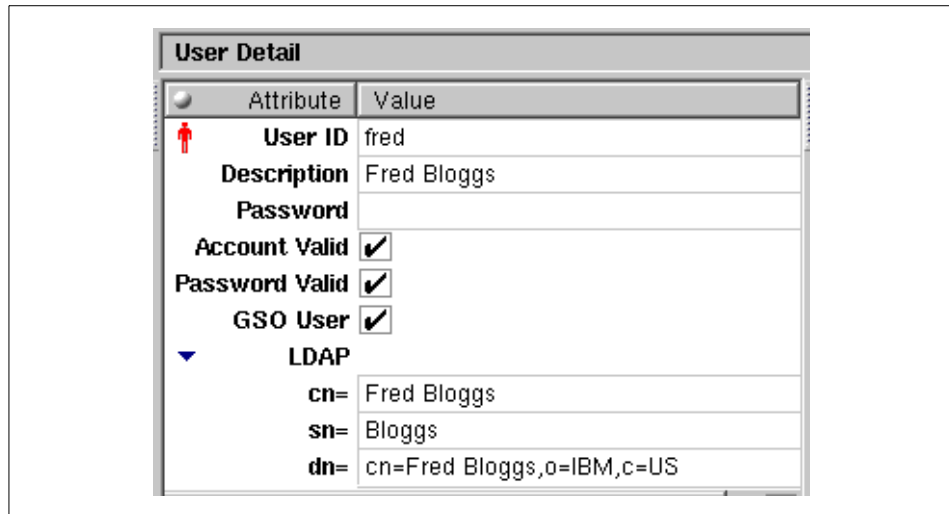 User Detail
Attribute Value
User ID fred
Description Fred Bloggs
Password
Account Valid ✔
Password Valid ✔
GSO User ✔
LDAP
cn= Fred Bloggs
sn= Bloggs
dn= cn=Fred Bloggs,o=IBM,c=US